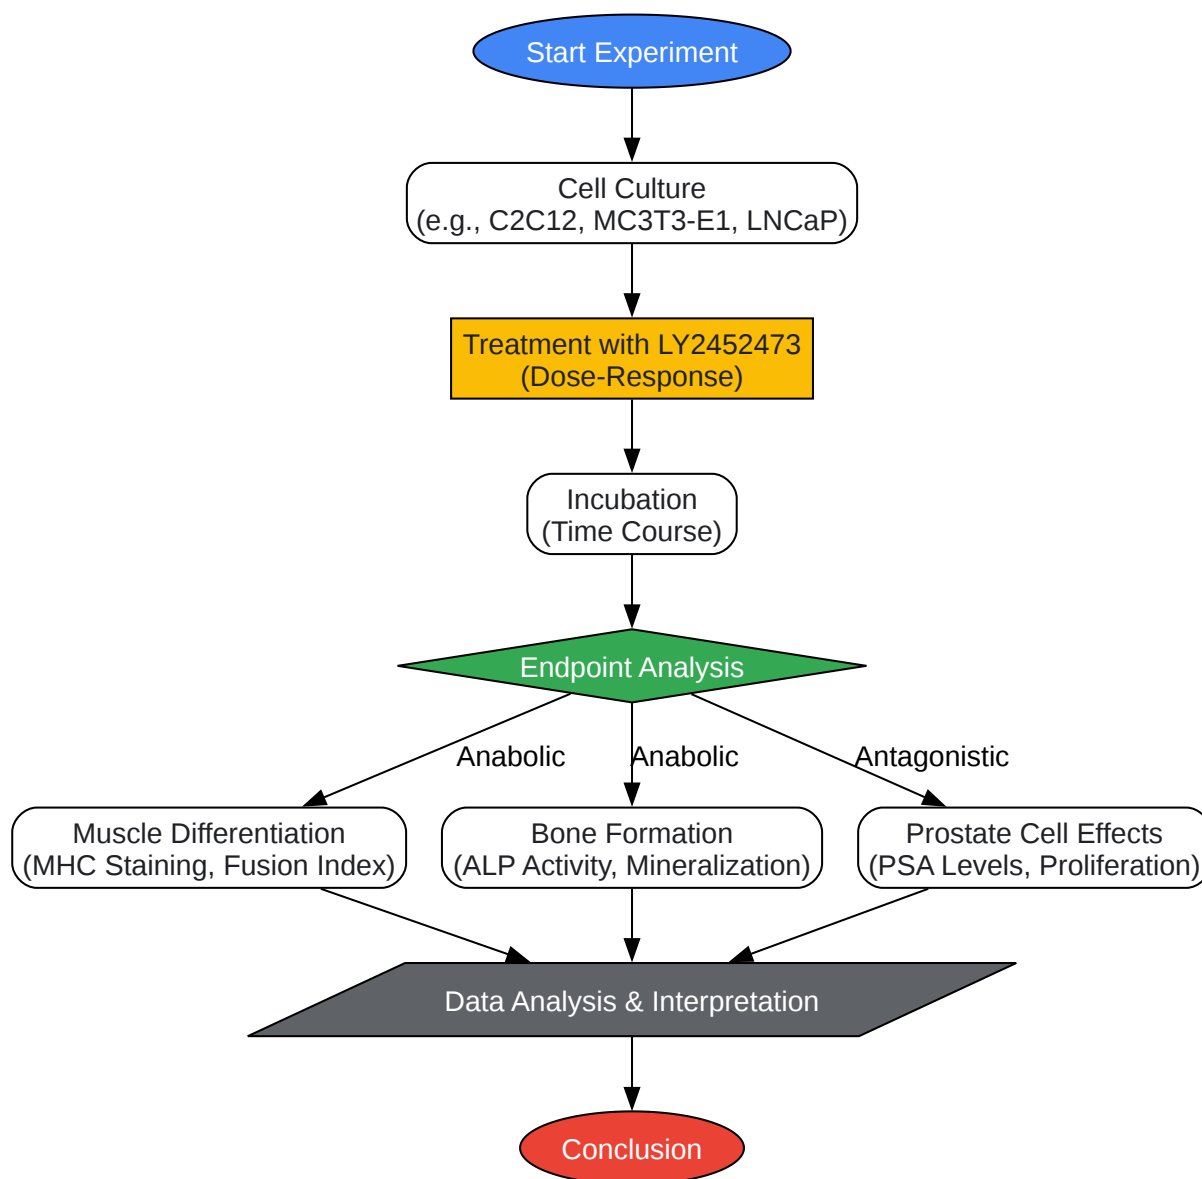 Start Experiment
Cell Culture
(e.g., C2C12, MC3T3-E1, LNCaP)
Treatment with LY2452473
(Dose-Response)
Incubation
(Time Course)
Endpoint Analysis
Anabolic
Anabolic
Antagonistic
Muscle Differentiation
(MHC Staining, Fusion Index)
Bone Formation
(ALP Activity, Mineralization)
Prostate Cell Effects
(PSA Levels, Proliferation)
Data Analysis & Interpretation
Conclusion